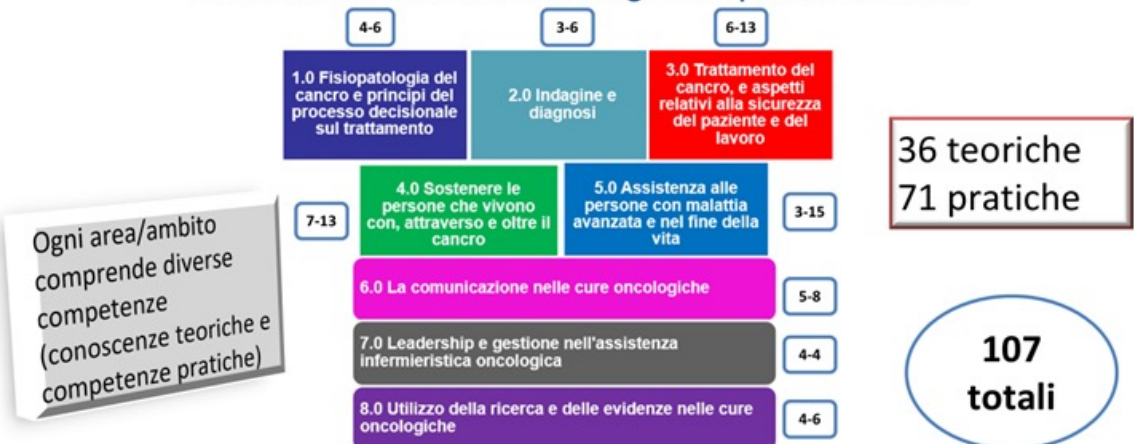 4-6
3-6
6-13
1.0 Fisiopatologia del
cancro e principi del
processo decisionale
sul trattamento
2.0 Indagine e
diagnosi
3.0 Trattamento del
cancro, e aspetti
relativi alla sicurezza
del paziente e del
lavoro
36 teoriche
71 pratiche
7-13
4.0 Sostenere le
persone che vivono
con, attraverso e oltre il
cancro
5.0 Assistenza alle
persone con malattia
avanzata e nel fine della
vita
3-15
Ogni area/ambito
comprende diverse
competenze
(conoscenze teoriche e
competenze pratiche)
6.0 La comunicazione nelle cure oncologiche
5-8
7.0 Leadership e gestione nell'assistenza
infermieristica oncologica
4-4
107
totali
8.0 Utilizzo della ricerca e delle evidenze nelle cure
oncologiche
4-6